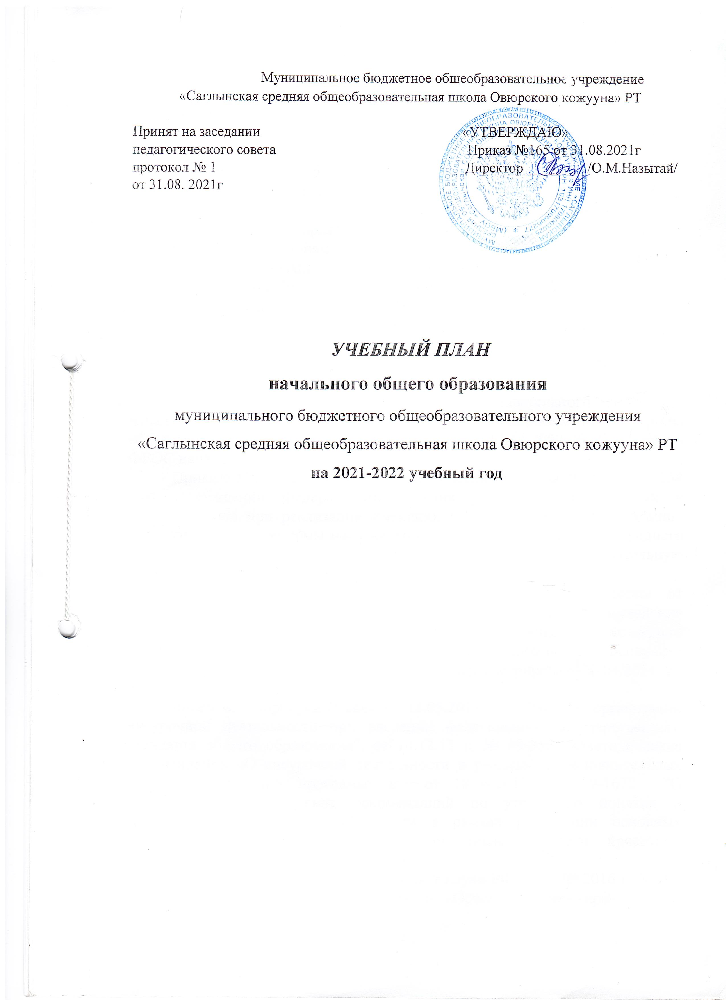 Муниципальное бюджетное общеобразовательное учреждение
«Саглынская средняя общеобразовательная школа Овюрского кожууна» РТ
Принят на заседании
педагогического совета
протокол № 1
от 31.08. 2021г
«УТВЕРЖДАЮ»
Приказ №165 от 31.08.2021г
Директор /О.М.Назытай/
УЧЕБНЫЙ ПЛАН
начального общего образования
муниципального бюджетного общеобразовательного учреждения
«Саглынская средняя общеобразовательная школа Овюрского кожууна» РТ
на 2021-2022 учебный год